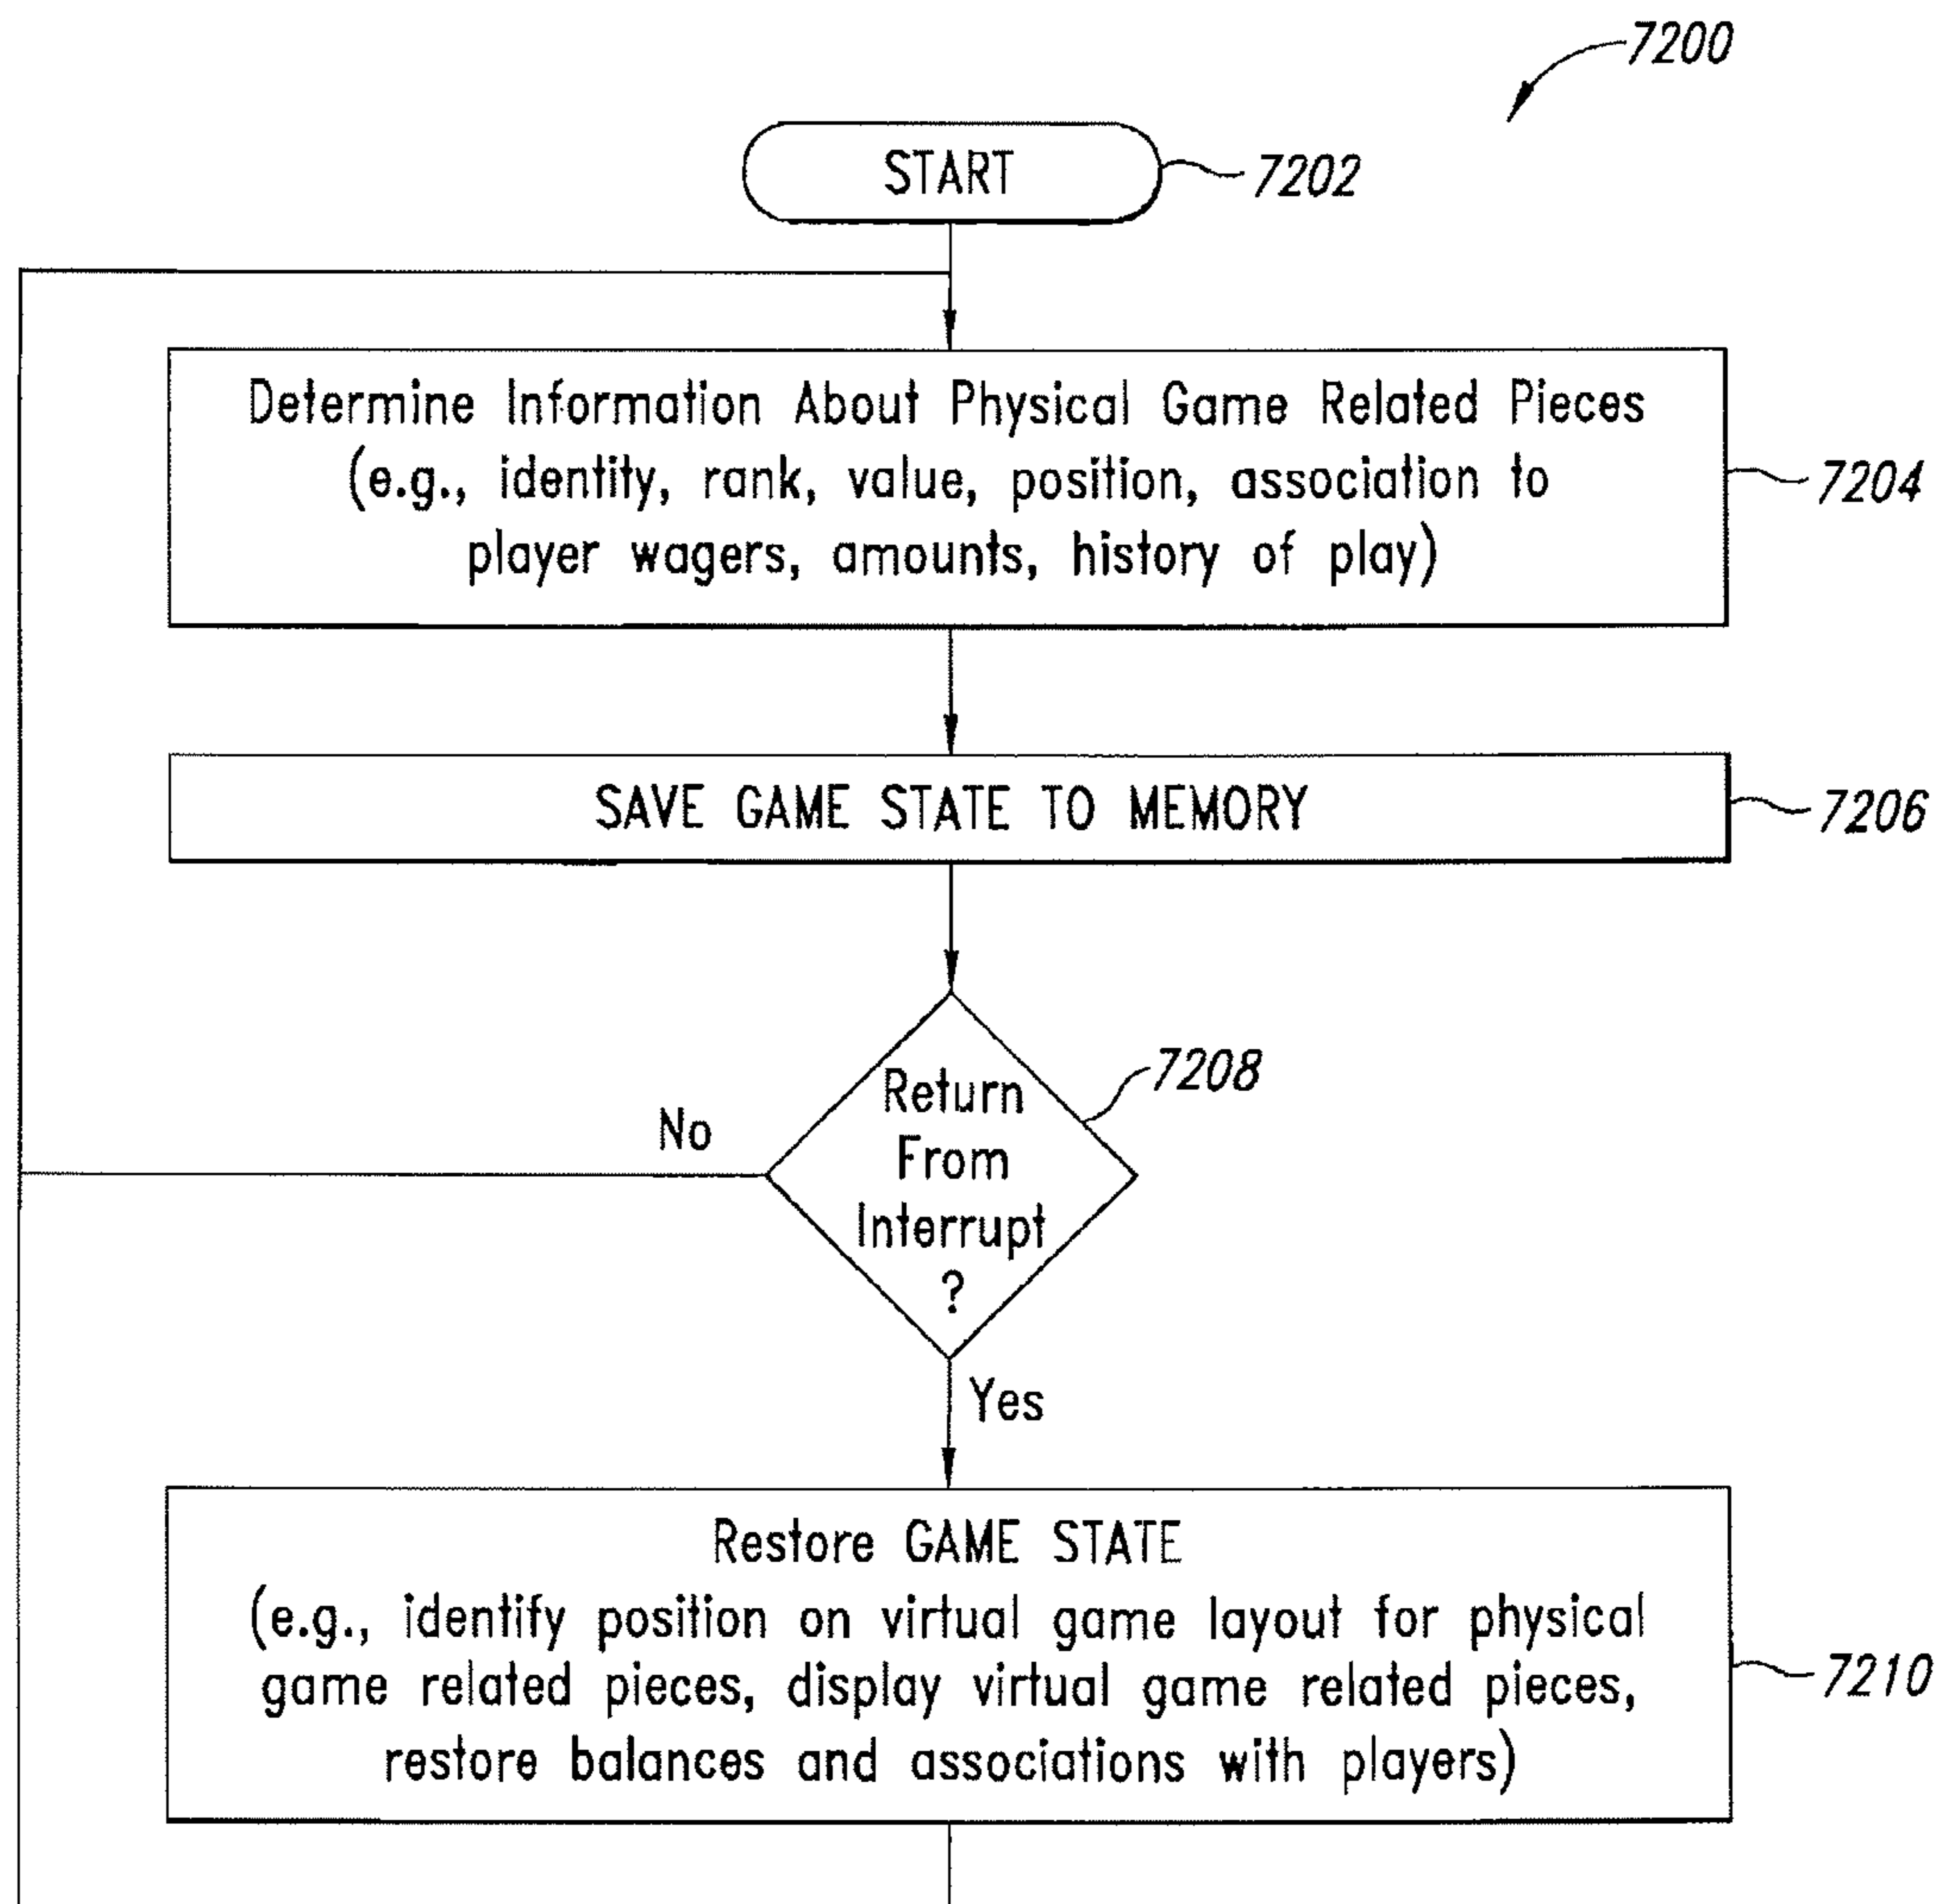 7200
START
7202
Determine Information About Physical Game Related Pieces
(e.g., identity, rank, value, position, association to
player wagers, amounts, history of play)
7204
SAVE GAME STATE TO MEMORY
7206
Return
From
Interrupt
?
7208
No
Yes
Restore GAME STATE
(e.g., identify position on virtual game layout for physical
game related pieces, display virtual game related pieces,
restore balances and associations with players)
7210